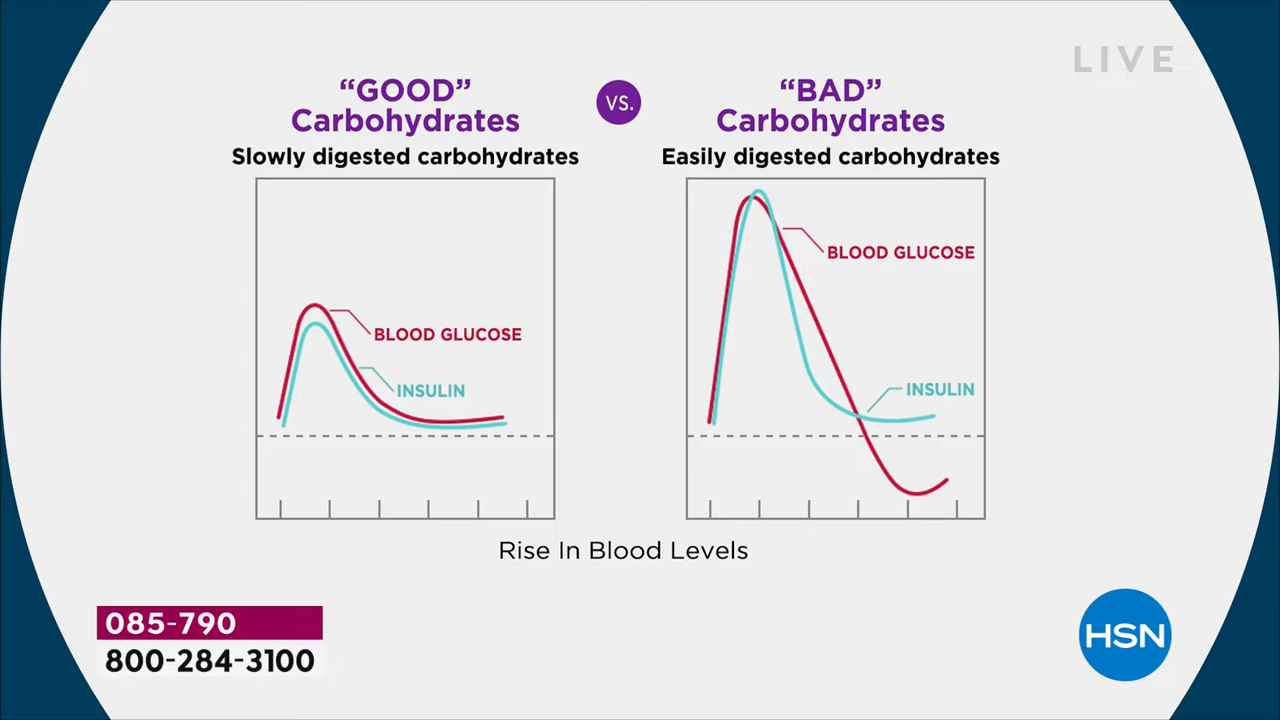 LIVE
“GOOD”
Carbohydrates
Slowly digested carbohydrates
VS.
“BAD”
Carbohydrates
Easily digested carbohydrates
BLOOD GLUCOSE
INSULIN
BLOOD GLUCOSE
INSULIN
Rise In Blood Levels
085-790
800-284-3100
HSN